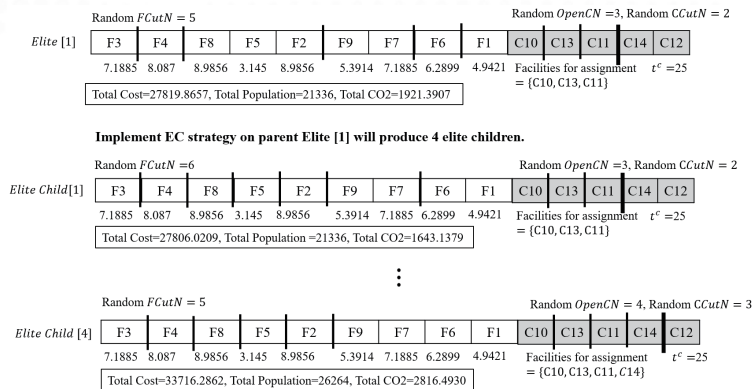 Random FCutN = 5
Random OpenCN =3, Random CCutN = 2
Elite [1] F3 F4 F8 F5 F2 F9 F7 F6 F1 C10 C13 C11 C14 C12
7.1885 8.087 8.9856 3.145 8.9856 5.3914 7.1885 6.2899 4.9421 Facilities for assignment t^c =25
= {C10, C13, C11}
Total Cost=27819.8657, Total Population=21336, Total CO2=1921.3907
Implement EC strategy on parent Elite [1] will produce 4 elite children.
Random FCutN =6
Random OpenCN =3, Random CCutN = 2
Elite Child[1] F3 F4 F8 F5 F2 F9 F7 F6 F1 C10 C13 C11 C14 C12
7.1885 8.087 8.9856 3.145 8.9856 5.3914 7.1885 6.2899 4.9421 Facilities for assignment t^c =25
= {C10, C13, C11}
Total Cost=27806.0209, Total Population =21336, Total CO2=1643.1379
Random FCutN = 5
Random OpenCN = 4, Random CCutN = 3
Elite Child [4] F3 F4 F8 F5 F2 F9 F7 F6 F1 C10 C13 C11 C14 C12
7.1885 8.087 8.9856 3.145 8.9856 5.3914 7.1885 6.2899 4.9421 Facilities for assignment t^c =25
= {C10, C13, C11, C14}
Total Cost=33716.2862, Total Population=26264, Total CO2=2816.4930